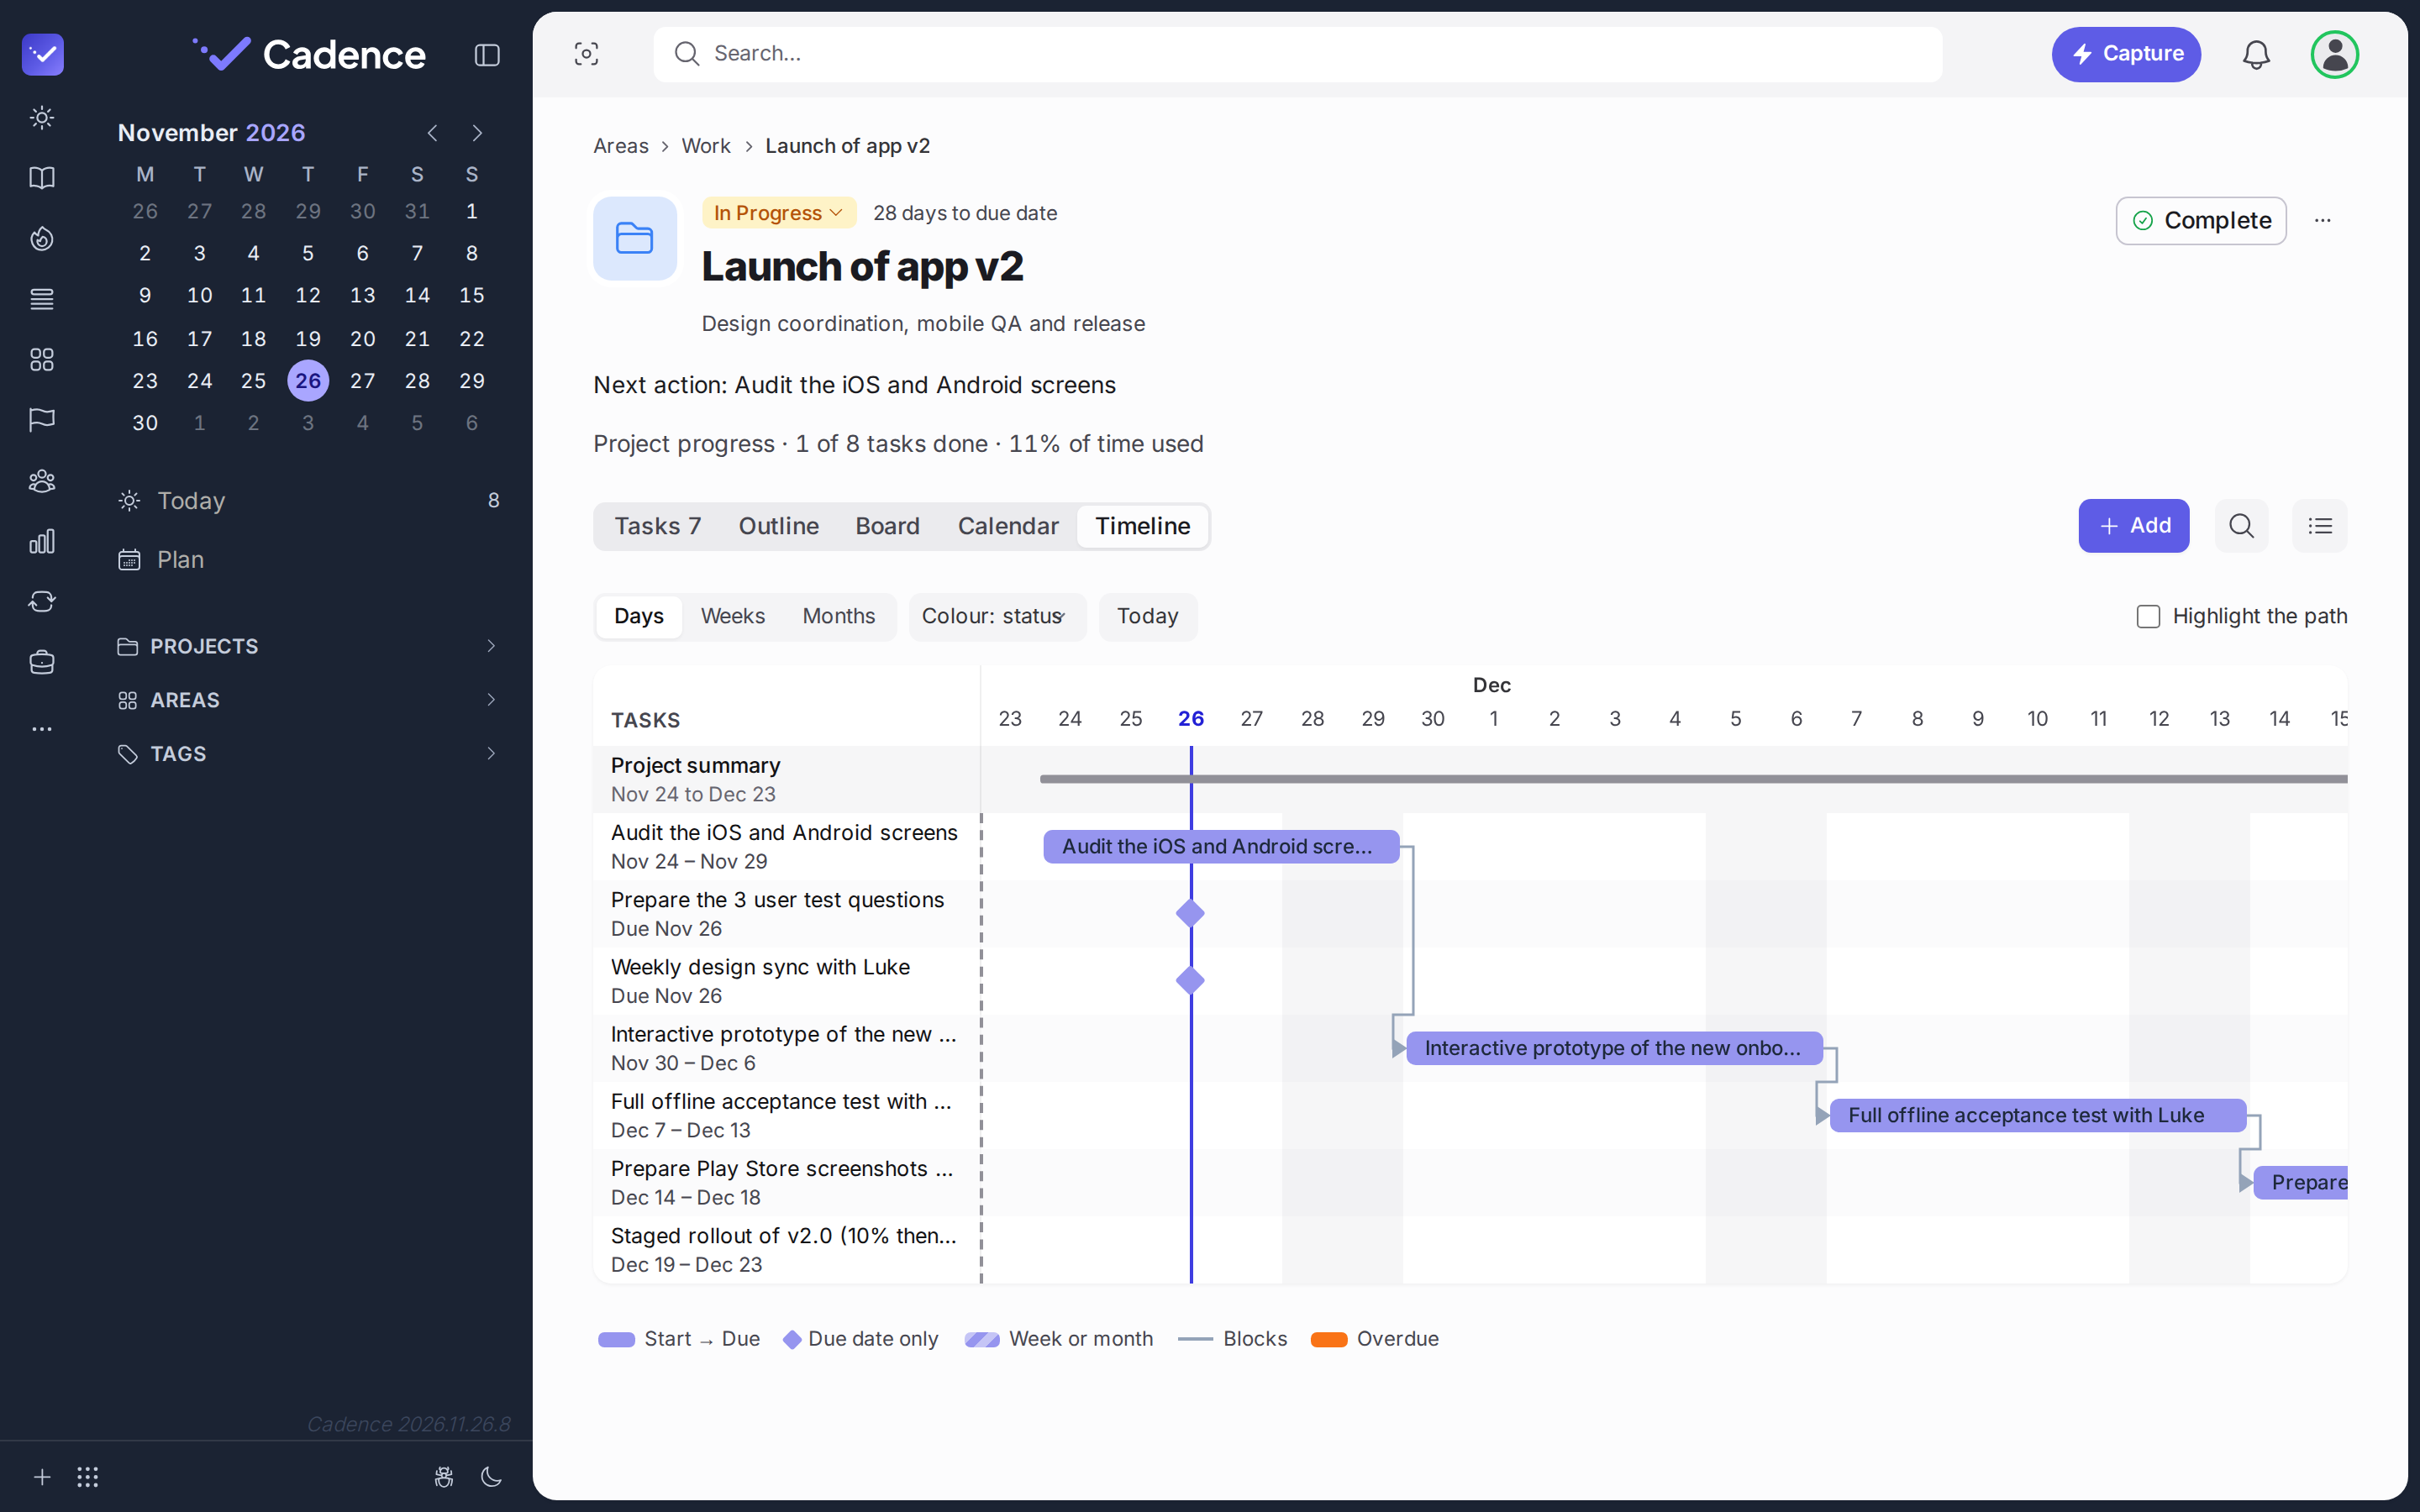 Cadence
November 2026
M T W T F S S
26 27 28 29 30 31 1
2 3 4 5 6 7 8
9 10 11 12 13 14 15
16 17 18 19 20 21 22
23 24 25 26 27 28 29
30 1 2 3 4 5 6
Today 8
Plan
PROJECTS
AREAS
TAGS
Cadence 2026.11.26.8
Search...
Capture
Areas > Work > Launch of app v2
In Progress 28 days to due date
Launch of app v2
Design coordination, mobile QA and release
Complete
Next action: Audit the iOS and Android screens
Project progress · 1 of 8 tasks done · 11% of time used
Tasks 7 Outline Board Calendar Timeline
+ Add
Days Weeks Months Colour: status Today
Highlight the path
Dec
TASKS 23 24 25 26 27 28 29 30 1 2 3 4 5 6 7 8 9 10 11 12 13 14 15
Project summary
Nov 24 to Dec 23
Audit the iOS and Android screens
Nov 24 – Nov 29
Audit the iOS and Android scre...
Prepare the 3 user test questions
Due Nov 26
Weekly design sync with Luke
Due Nov 26
Interactive prototype of the new ...
Nov 30 – Dec 6
Interactive prototype of the new onbo...
Full offline acceptance test with ...
Dec 7 – Dec 13
Full offline acceptance test with Luke
Prepare Play Store screenshots ...
Dec 14 – Dec 18
Prepare
Staged rollout of v2.0 (10% then...
Dec 19 – Dec 23
Start → Due Due date only Week or month Blocks Overdue